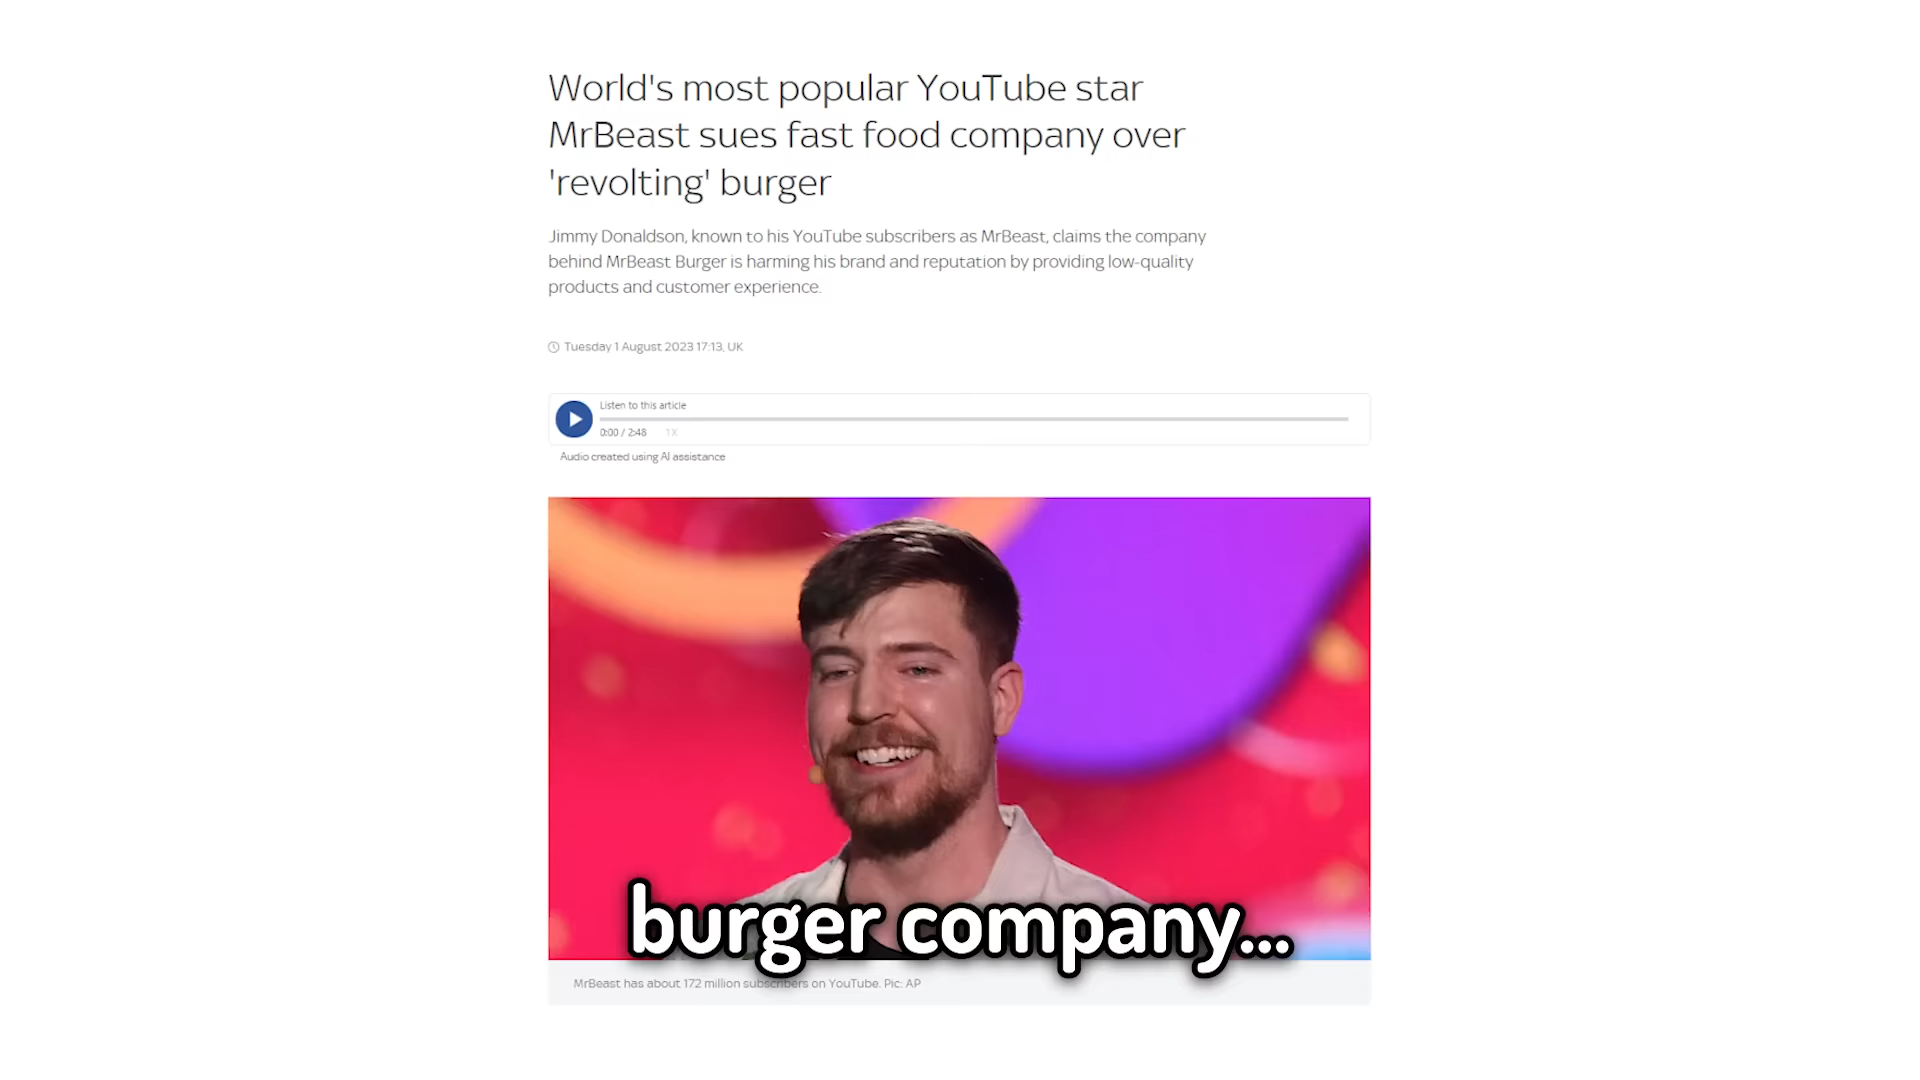 World's most popular YouTube star
MrBeast sues fast food company over
'revolting' burger
Jimmy Donaldson, known to his YouTube subscribers as MrBeast, claims the company
behind MrBeast Burger is harming his brand and reputation by providing low-quality
products and customer experience.
Tuesday 1 August 2023 17:13, UK
Listen to this article
0:00 / 2:48 1X
Audio created using AI assistance
burger company...
MrBeast has about 172 million subscribers on YouTube. Pic: AP